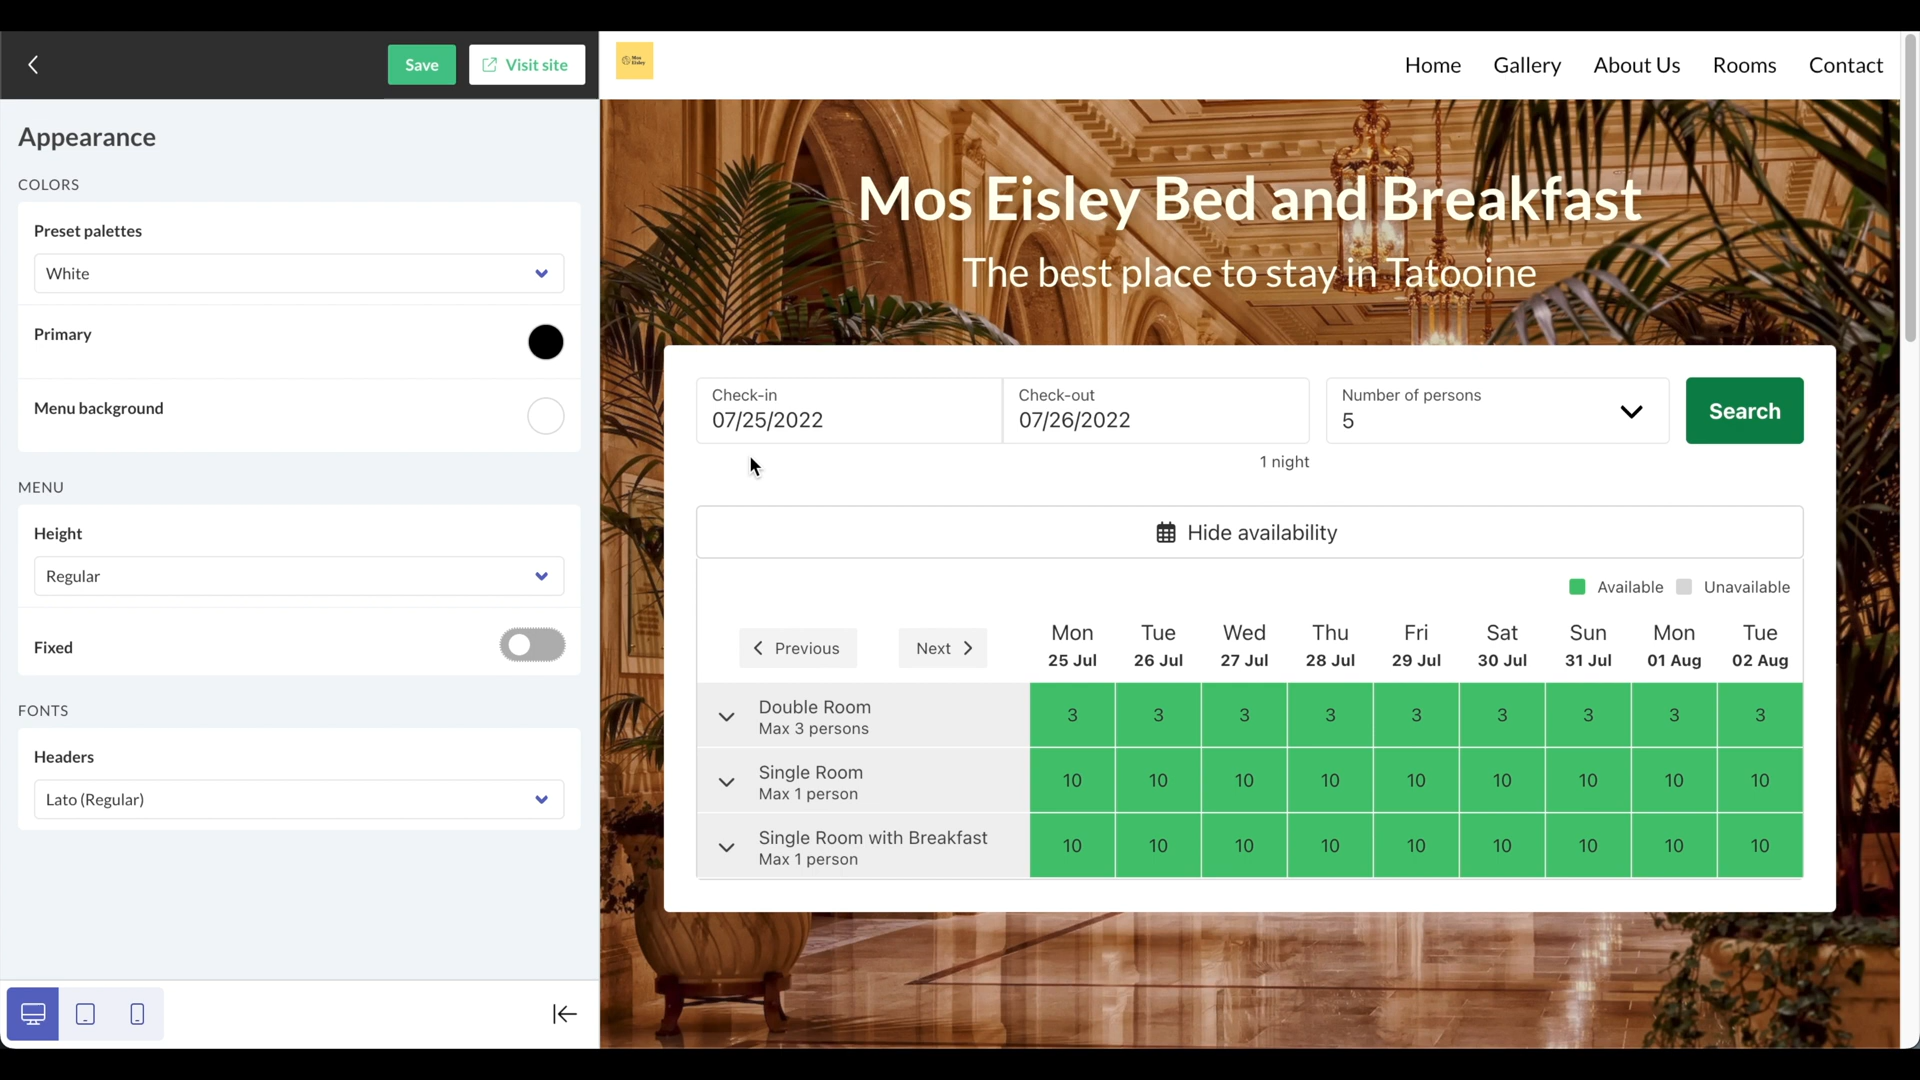 Save
Visit site
Appearance
COLORS
Preset palettes
White
Primary
Menu background
MENU
Height
Regular
Fixed
FONTS
Headers
Lato (Regular)
Mos
Eisley
Home Gallery About Us Rooms Contact
Mos Eisley Bed and Breakfast
The best place to stay in Tatooine
Check-in
07/25/2022
Check-out
07/26/2022
Number of persons
5
Search
1 night
Hide availability
Available Unavailable
Previous Next
Mon Tue Wed Thu Fri Sat Sun Mon Tue
25 Jul 26 Jul 27 Jul 28 Jul 29 Jul 30 Jul 31 Jul 01 Aug 02 Aug
Double Room
Max 3 persons
3 3 3 3 3 3 3 3 3
Single Room
Max 1 person
10 10 10 10 10 10 10 10 10
Single Room with Breakfast
Max 1 person
10 10 10 10 10 10 10 10 10